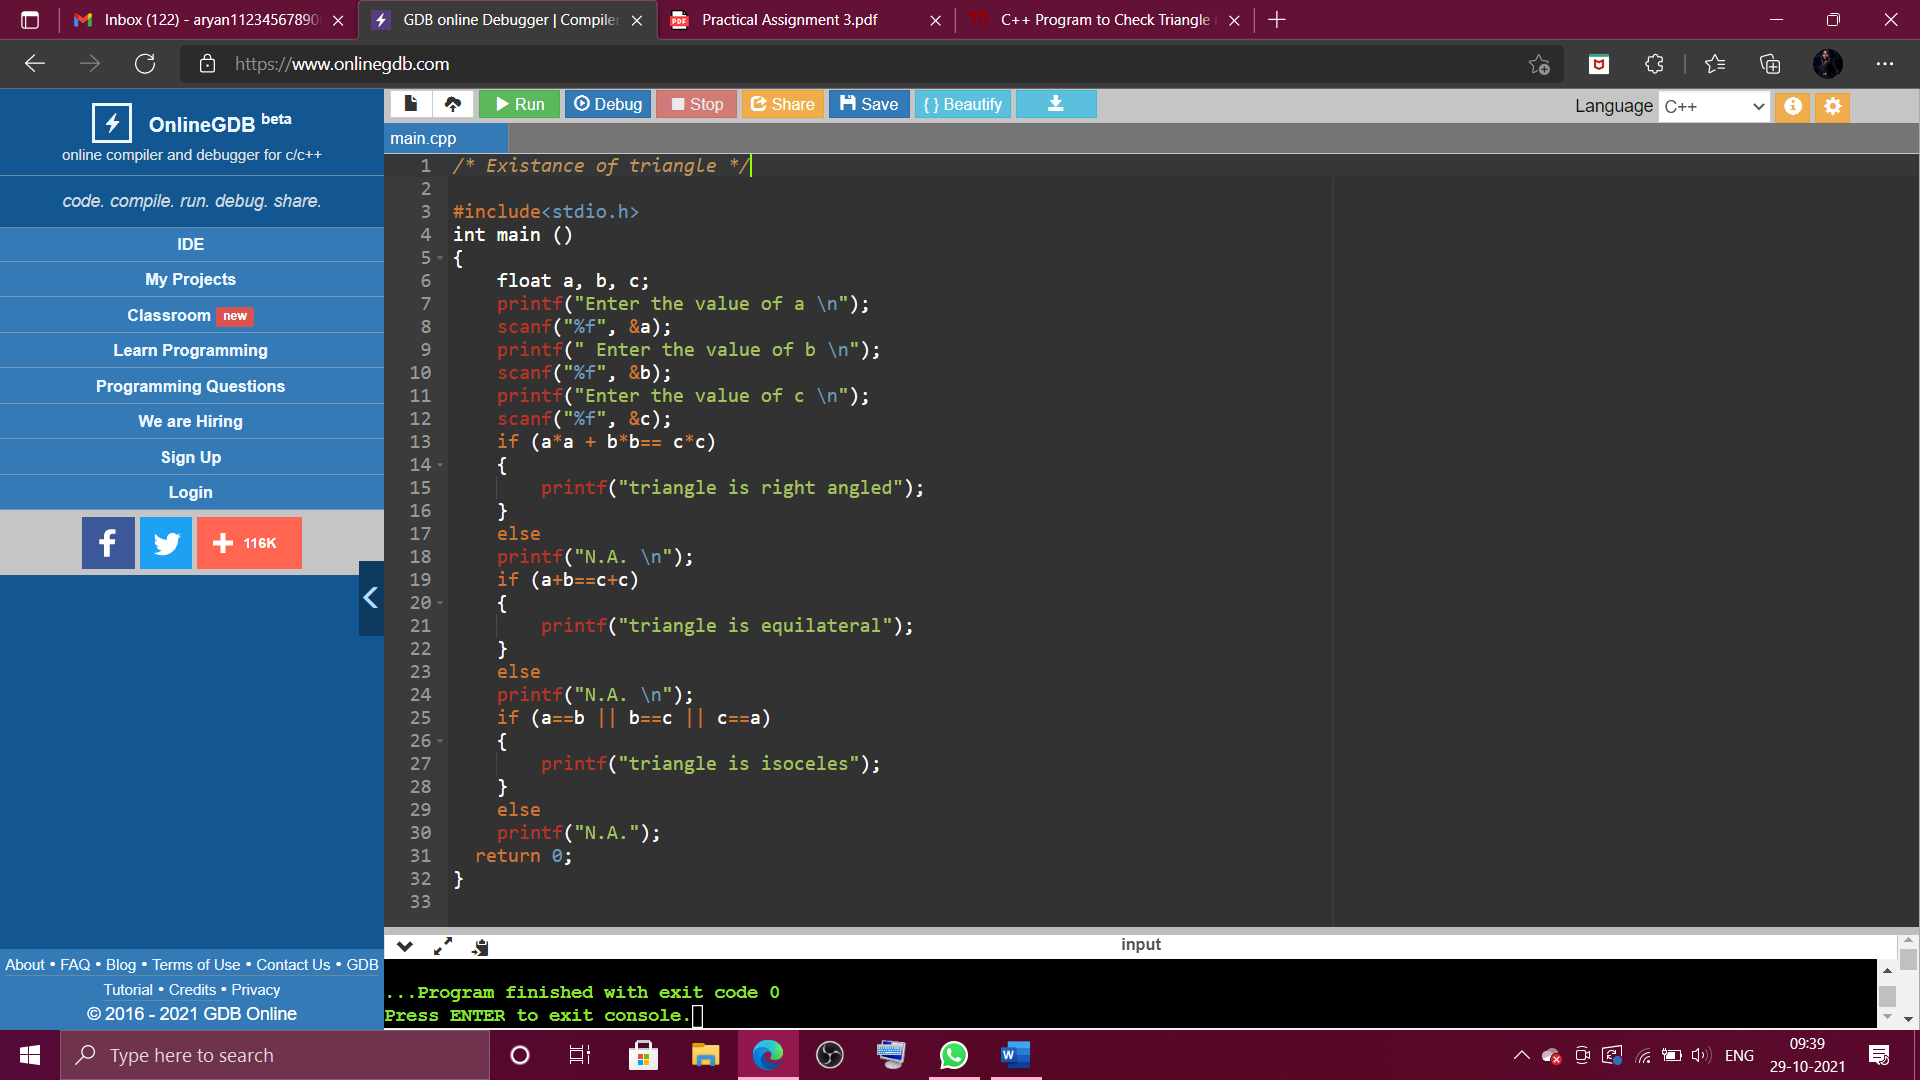 Inbox (122) - aryan11234567890
GDB online Debugger | Compiler
Practical Assignment 3.pdf
C++ Program to Check Triangle i
https://www.onlinegdb.com
OnlineGDB beta
online compiler and debugger for c/c++
code. compile. run. debug. share.
IDE
My Projects
Classroom new
Learn Programming
Programming Questions
We are Hiring
Sign Up
Login
116K
About • FAQ • Blog • Terms of Use • Contact Us • GDB
Tutorial • Credits • Privacy
© 2016 - 2021 GDB Online
Run Debug Stop Share Save {} Beautify
Language C++
main.cpp
1 /* Existance of triangle */
2
3 #include<stdio.h>
4 int main ()
5 {
6 float a, b, c;
7 printf("Enter the value of a \n");
8 scanf("%f", &a);
9 printf(" Enter the value of b \n");
10 scanf("%f", &b);
11 printf("Enter the value of c \n");
12 scanf("%f", &c);
13 if (a*a + b*b== c*c)
14 {
15 printf("triangle is right angled");
16 }
17 else
18 printf("N.A. \n");
19 if (a+b==c+c)
20 {
21 printf("triangle is equilateral");
22 }
23 else
24 printf("N.A. \n");
25 if (a==b || b==c || c==a)
26 {
27 printf("triangle is isoceles");
28 }
29 else
30 printf("N.A.");
31 return 0;
32 }
33
input
...Program finished with exit code 0
Press ENTER to exit console.
Type here to search
ENG
09:39
29-10-2021